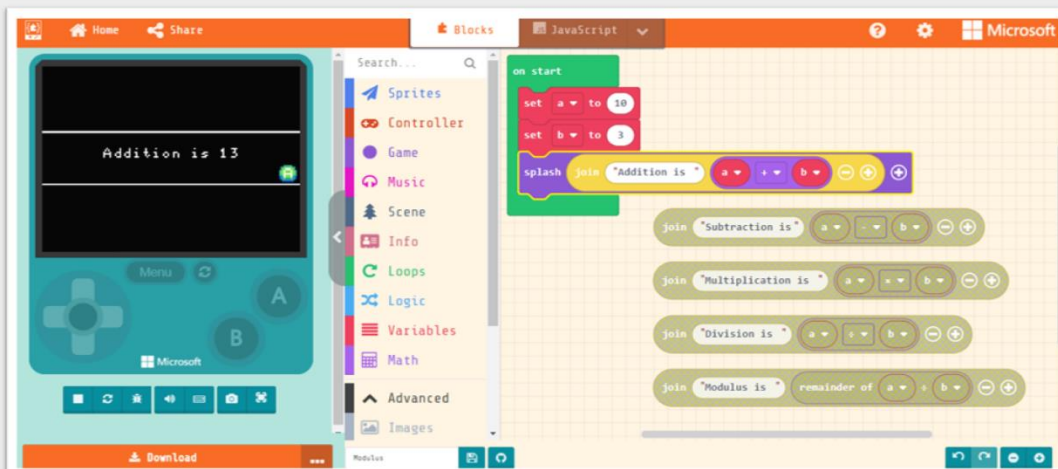 Home Share Blocks JavaScript Microsoft
Addition is 13
Menu
A
B
Microsoft
Download ...
Search...
Sprites
Controller
Game
Music
Scene
Info
Loops
Logic
Variables
Math
Advanced
Images
Modulus
on start
set a to 10
set b to 3
splash join "Addition is " a + b
join "Subtraction is" a - b
join "Multiplication is " a × b
join "Division is " a ÷ b
join "Modulus is " remainder of a ÷ b